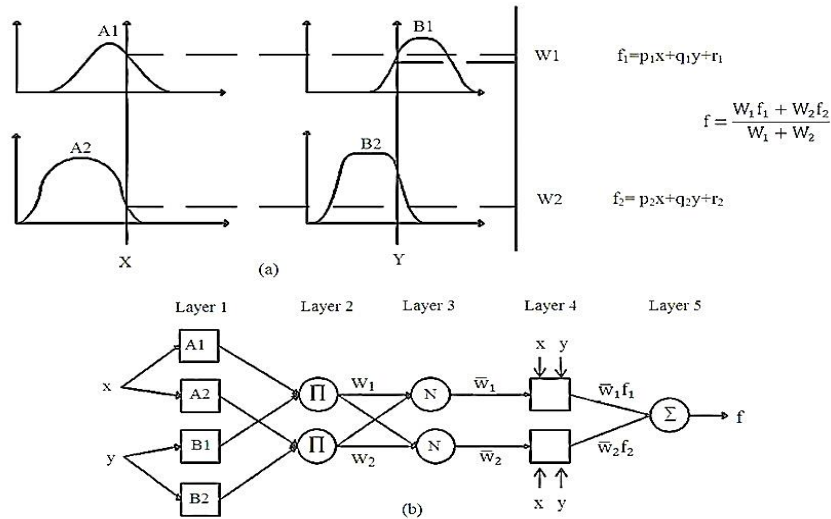 A1
B1
W1
f₁=p₁x+q₁y+r₁
f = (W₁f₁ + W₂f₂) / (W₁ + W₂)
A2
B2
W2
f₂= p₂x+q₂y+r₂
X
Y
(a)
Layer 1 Layer 2 Layer 3 Layer 4 Layer 5
x y
A1
x
A2
∏ W₁ N w̅₁ w̅₁f₁
Σ f
y
B1
∏ W₂ N w̅₂ w̅₂f₂
B2
x y
(b)